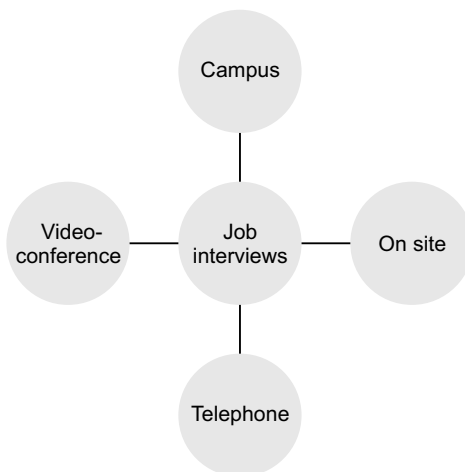 Campus
Video-
conference
Job
interviews
On site
Telephone